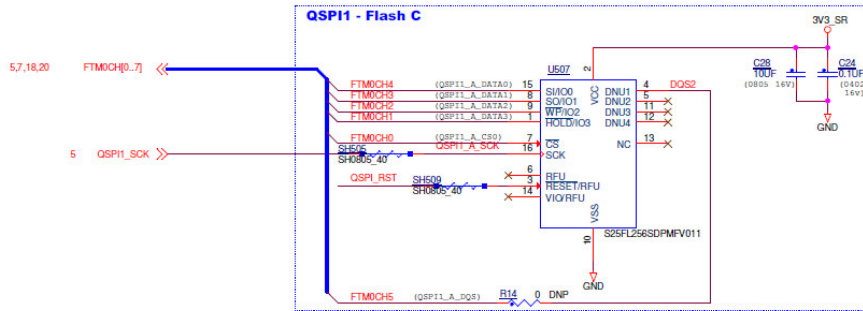 QSPI1 - Flash C
3V3_SR
5,7,18,20 FTM0CH[0..7]
U507
2
VCC
C28
10UF
(0805 16V)
C24
0.1UF
(0402
16v)
GND
FTM0CH4 (QSPI1_A_DATA0) 15 SI/IO0 DNU1 4 DQS2
FTM0CH3 (QSPI1_A_DATA1) 8 SO/IO1 DNU2 5
FTM0CH2 (QSPI1_A_DATA2) 9 WP/IO2 DNU3 11
FTM0CH1 (QSPI1_A_DATA3) 1 HOLD/IO3 DNU4 12
FTM0CH0 (QSPI1_A_CS0) 7 CS NC 13
5 QSPI1_SCK SH505 QSPI1_A_SCK 16 SCK
SH0805_40
6 RFU
QSPI_RST SH509 3 RESET/RFU
SH0805_40 14 VIO/RFU
VSS
10
S25FL256SDPMFV011
GND
FTM0CH5 (QSPI1_A_DQS) R14 0 DNP